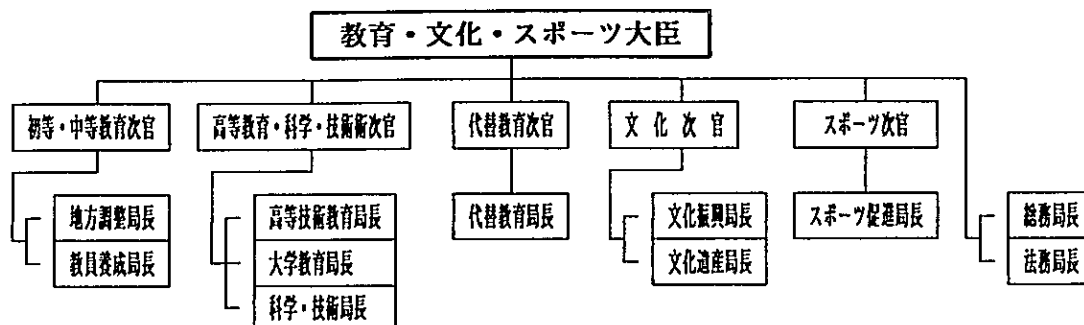 教育・文化・スポーツ大臣
初等・中等教育次官
高等教育・科学・技術術次官
代替教育次官
文化次官
スポーツ次官
地方調整局長
教員養成局長
高等技術教育局長
大学教育局長
科学・技術局長
代替教育局長
文化振興局長
文化遺産局長
スポーツ促進局長
総務局長
法務局長